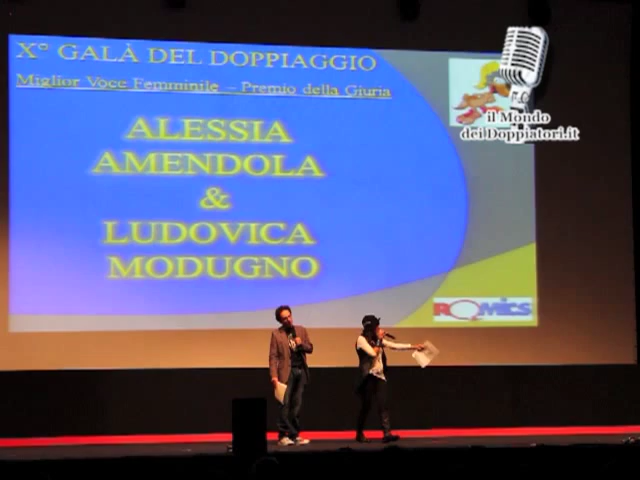 X° GALÀ DEL DOPPIAGGIO
Miglior Voce Femminile – Premio della Giuria
ALESSIA
AMENDOLA
&
LUDOVICA
MODUGNO
il Mondo
dei Doppiatori.it
ROMICS